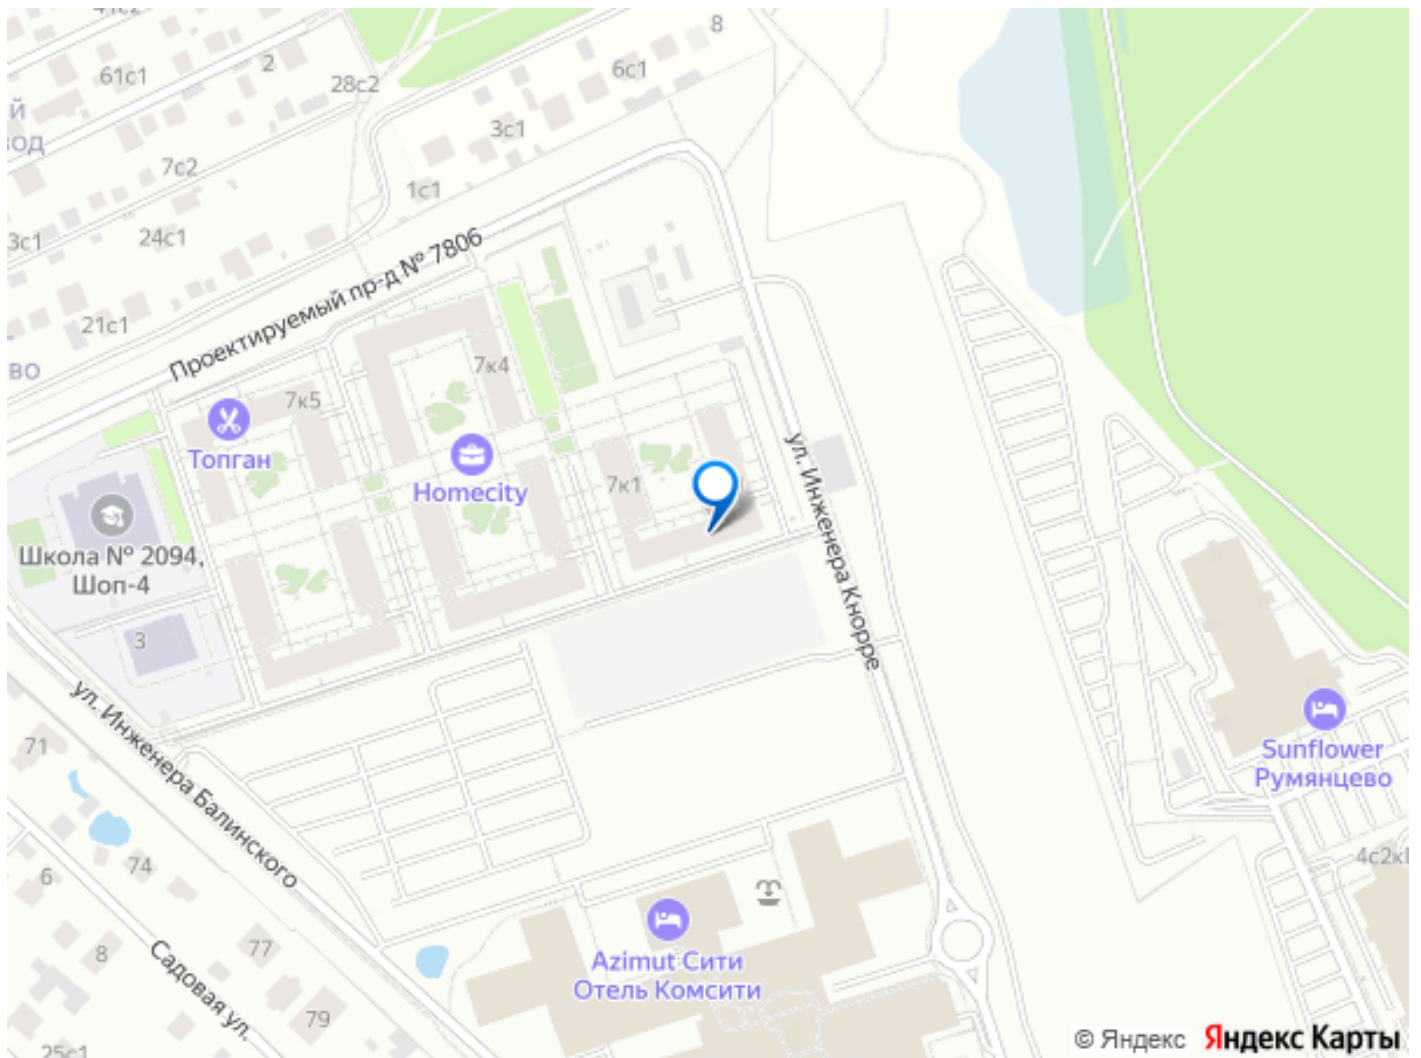 61с1
2
28с2
8
6с1
3с1
й
7с2
1с1
3с1
24с1
21с1
во
Проектируемый пр-д № 7806
7к4
7к5
Топган
Homecity
7к1
ул. Инженера Кнорре
Школа № 2094,
Шоп-4
3
ул. Инженера Балинского
71
74
6
8
77
79
Садовая ул.
25с1
Sunflower
Румянцево
Azimut Сити
Отель Комсити
© Яндекс Яндекс Карты